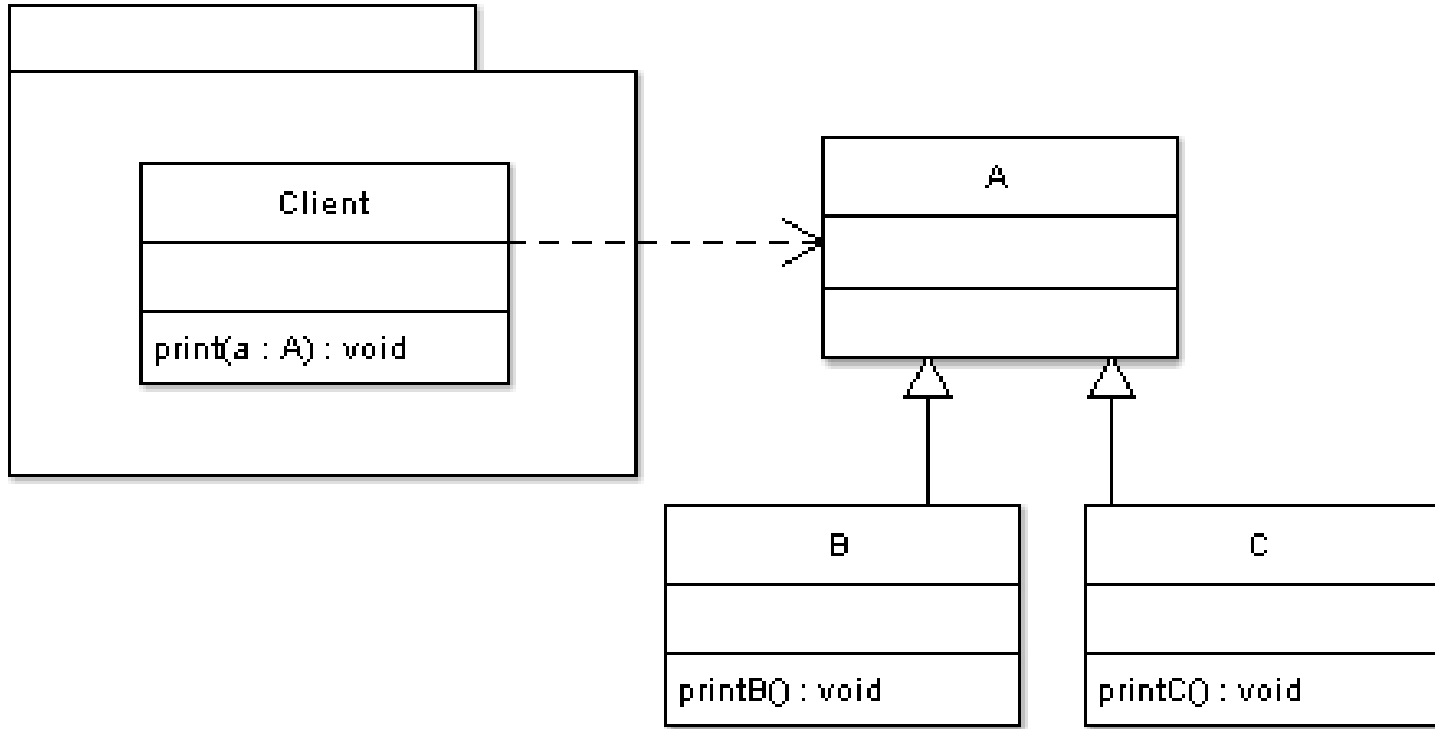 Client
print(a : A) : void
A
B
printB() : void
C
printC() : void